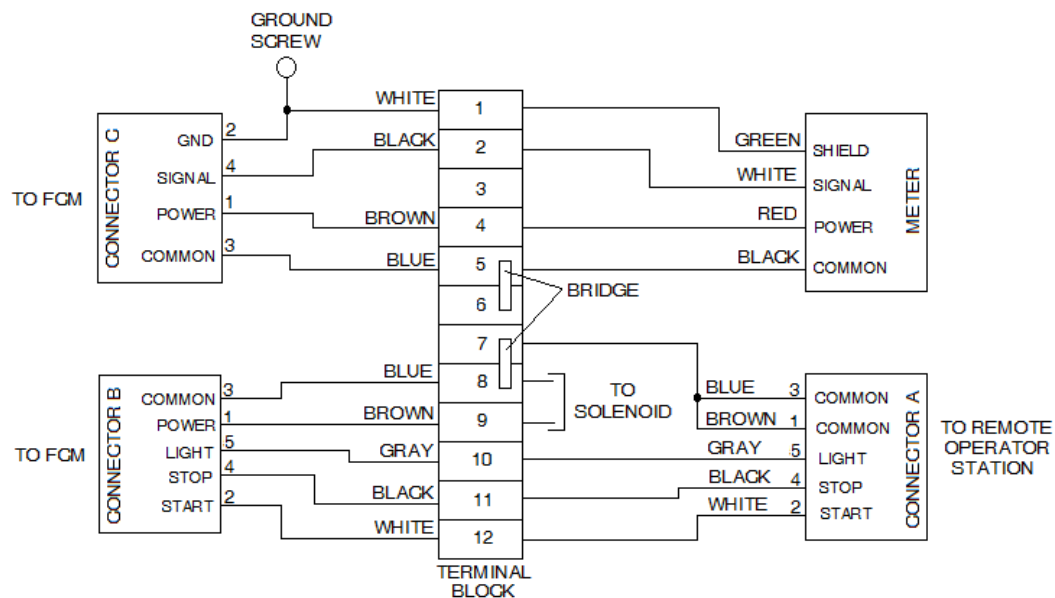 GROUND
SCREW
WHITE
1
GREEN
SHIELD
CONNECTOR C
GND
2
BLACK
2
WHITE
SIGNAL
METER
TO FCM
SIGNAL
4
3
POWER
1
BROWN
4
RED
POWER
COMMON
3
BLUE
5
BLACK
COMMON
6
BRIDGE
7
CONNECTOR B
COMMON
3
BLUE
8
TO
SOLENOID
BLUE
3
COMMON
CONNECTOR A
POWER
1
BROWN
9
BROWN
1
COMMON
TO FCM
LIGHT
5
GRAY
10
GRAY
5
LIGHT
TO REMOTE
OPERATOR
STATION
STOP
4
BLACK
11
BLACK
4
STOP
START
2
WHITE
12
WHITE
2
START
TERMINAL
BLOCK